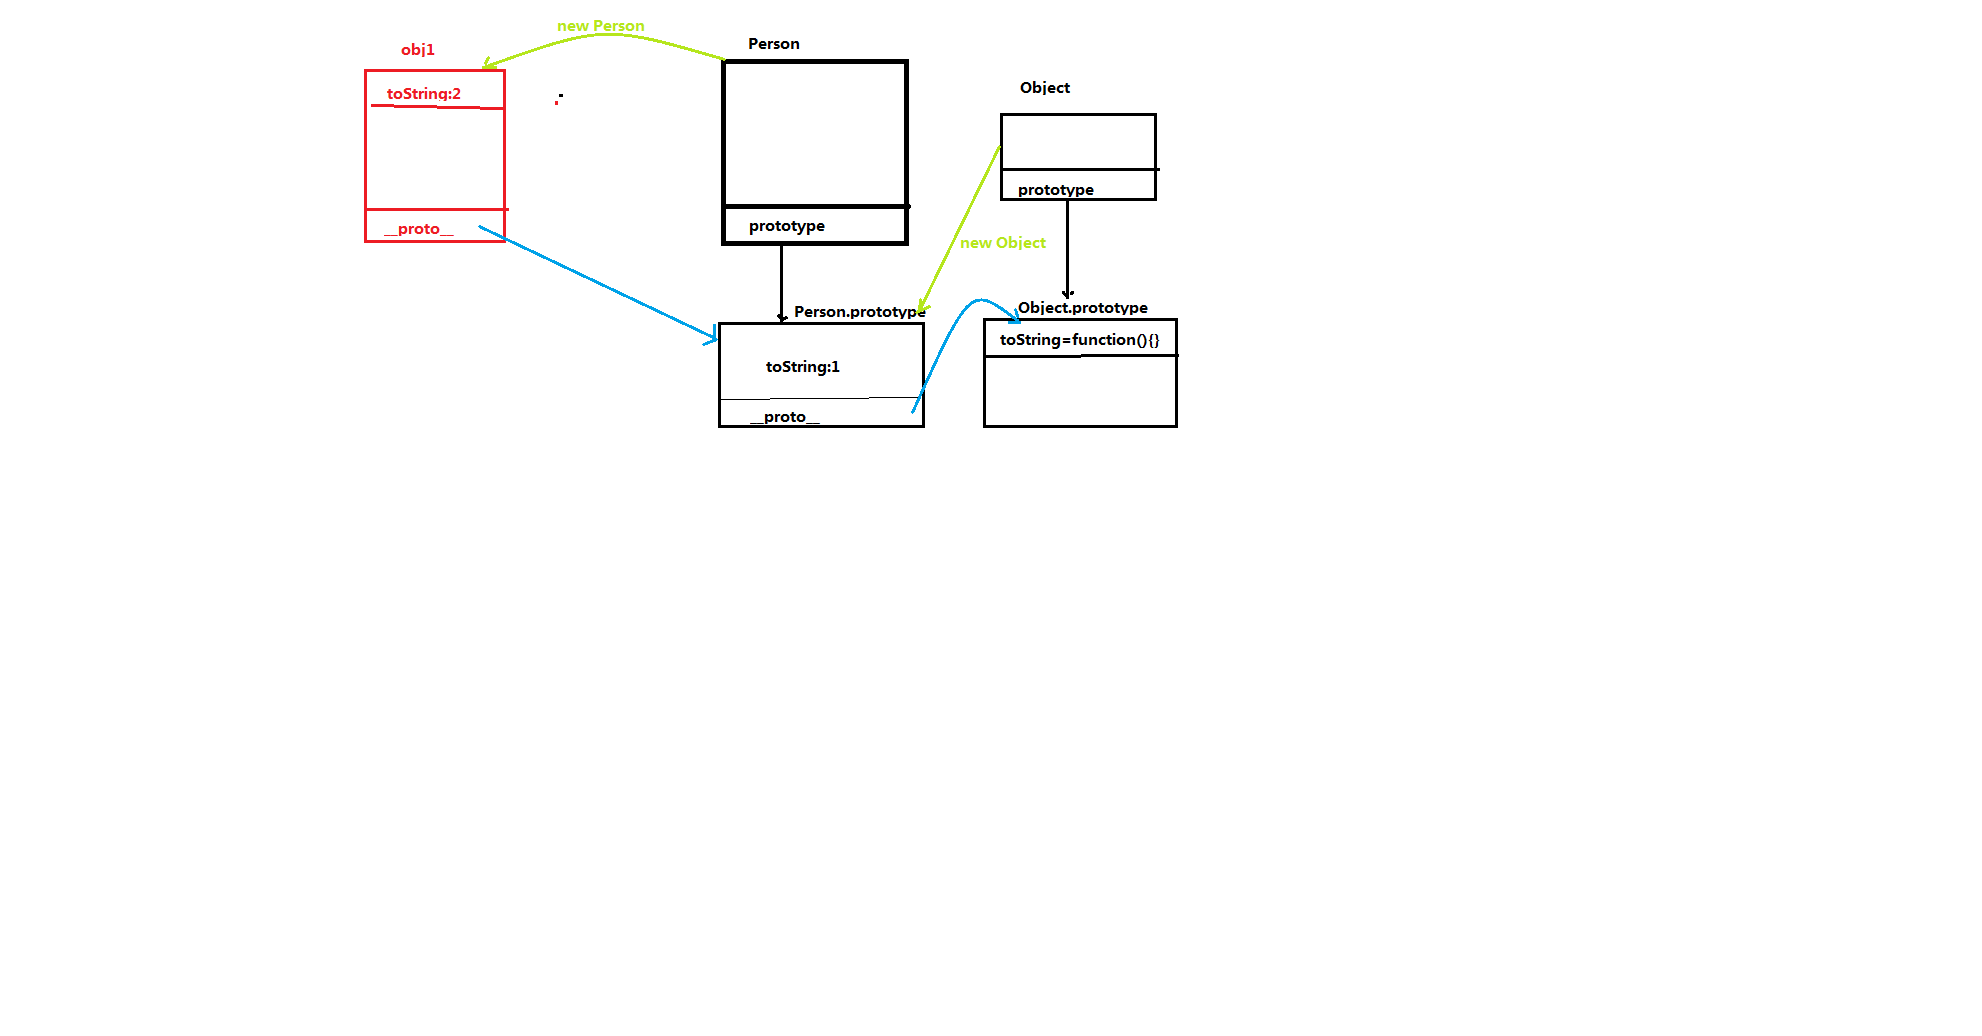 new Person
Person
obj1
Object
toString:2
prototype
prototype
__proto__
new Object
Person.prototype
Object.prototype
toString=function(){}
toString:1
__proto__